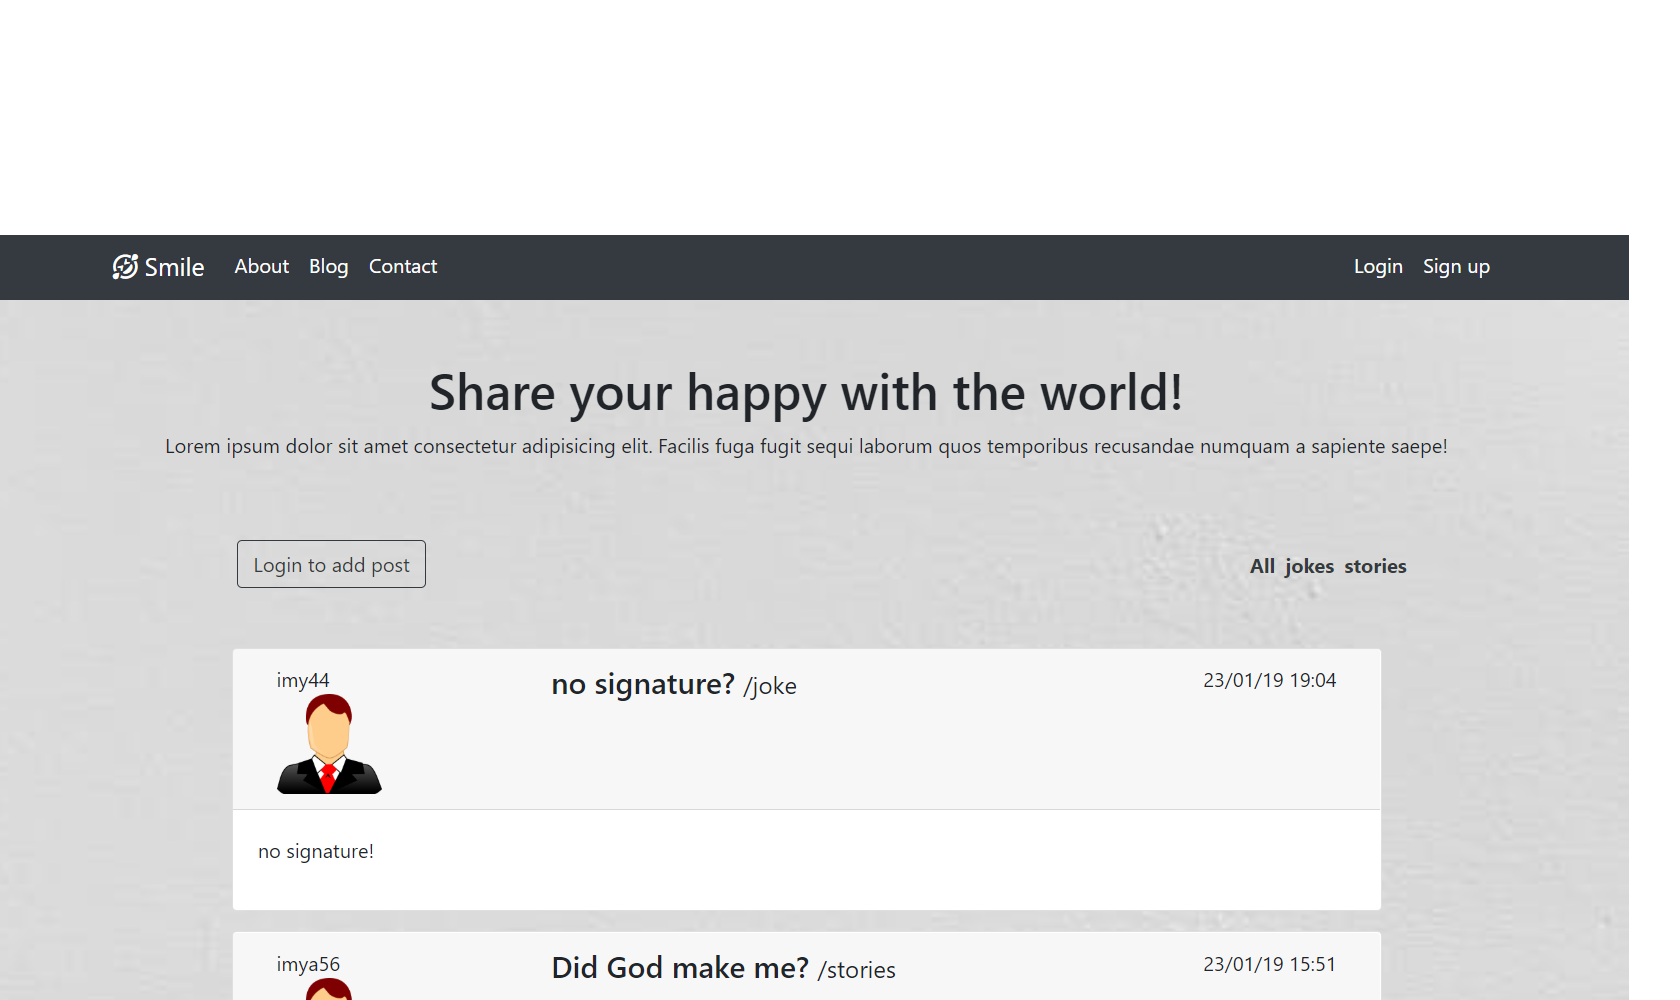 Smile About Blog Contact Login Sign up
Share your happy with the world!
Lorem ipsum dolor sit amet consectetur adipisicing elit. Facilis fuga fugit sequi laborum quos temporibus recusandae numquam a sapiente saepe!
Login to add post All jokes stories
imy44 no signature? /joke 23/01/19 19:04
no signature!
imya56 Did God make me? /stories 23/01/19 15:51